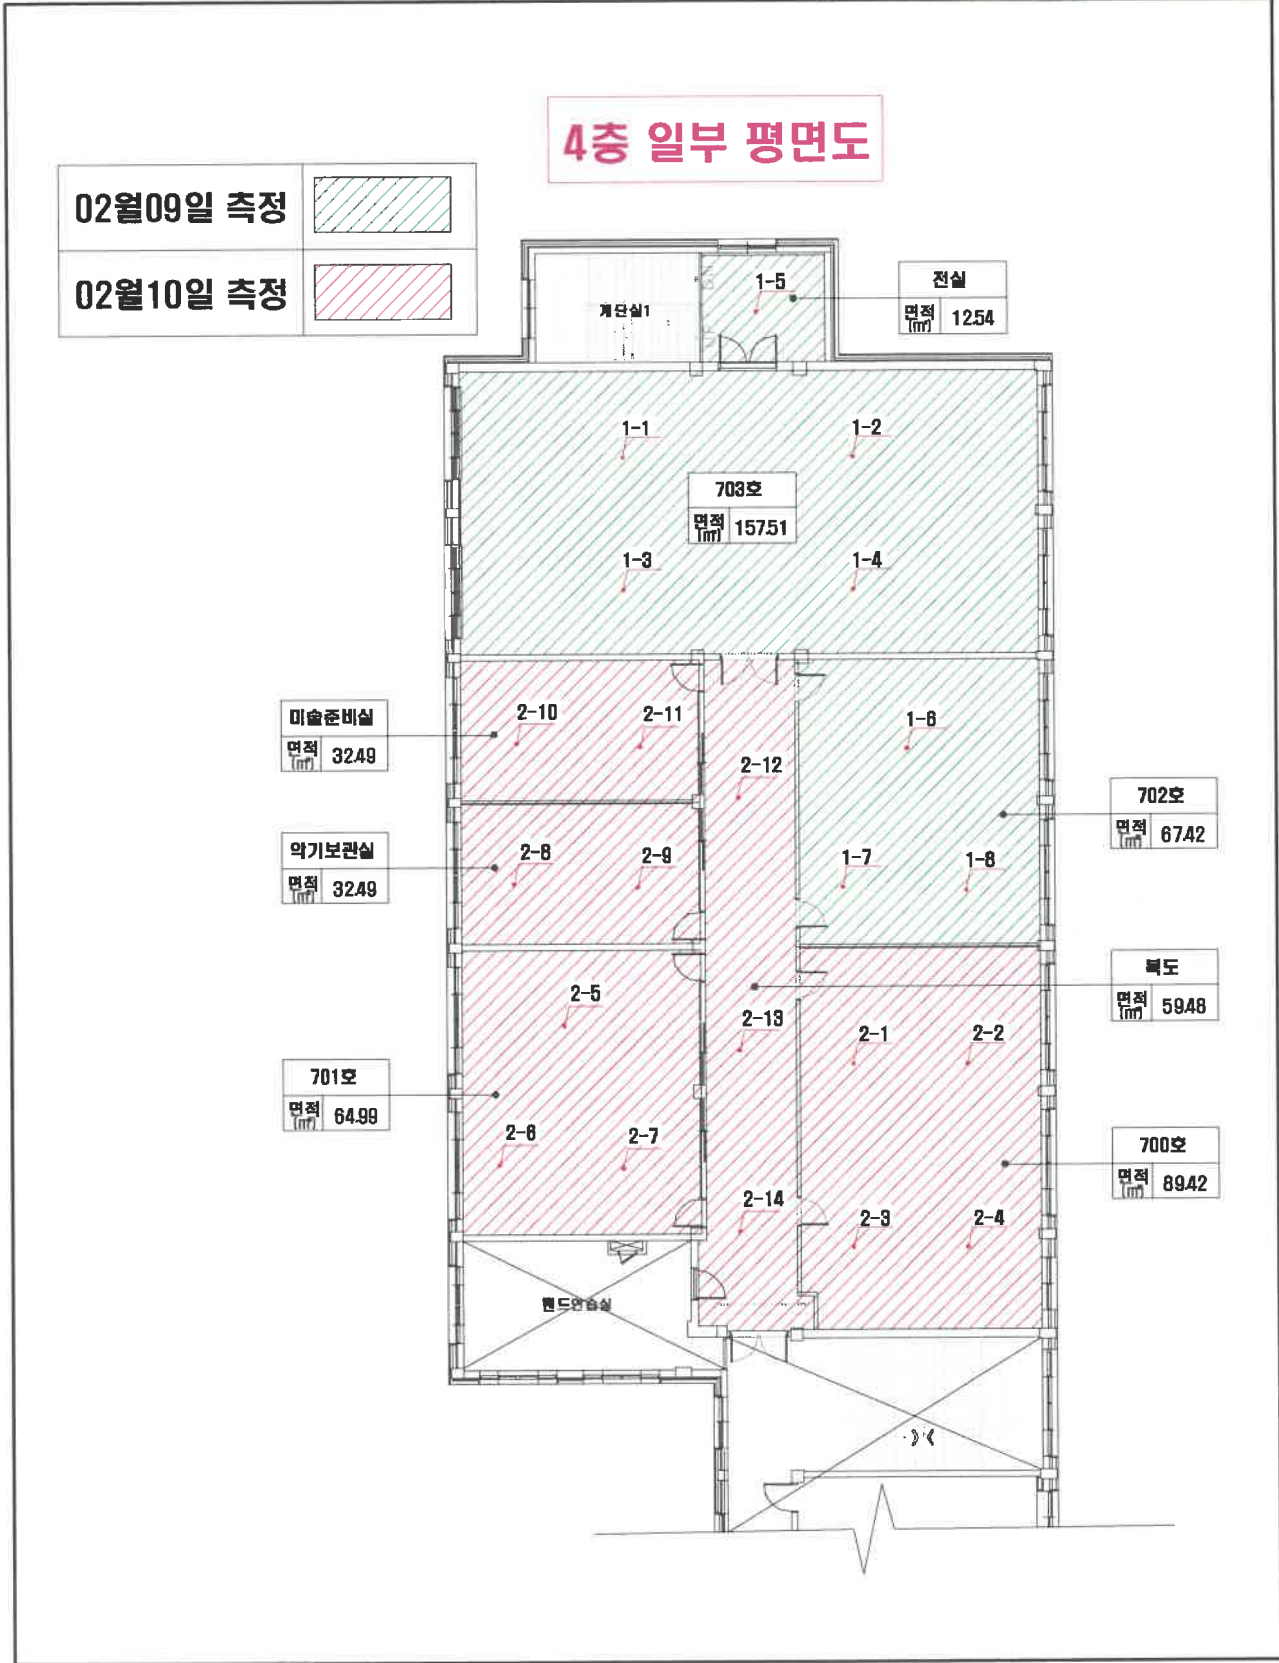 4층 일부 평면도
02월09일 측정
02월10일 측정
계단실1
1-5
전실
면적(㎡) 12.54
1-1
1-2
703호
면적(㎡) 157.51
1-3
1-4
미술준비실
면적(㎡) 32.49
2-10
2-11
2-12
1-6
702호
면적(㎡) 67.42
악기보관실
면적(㎡) 32.49
2-8
2-9
1-7
1-8
복도
면적(㎡) 59.48
2-5
2-13
2-1
2-2
701호
면적(㎡) 64.99
2-6
2-7
700호
면적(㎡) 89.42
2-14
2-3
2-4
밴드연습실